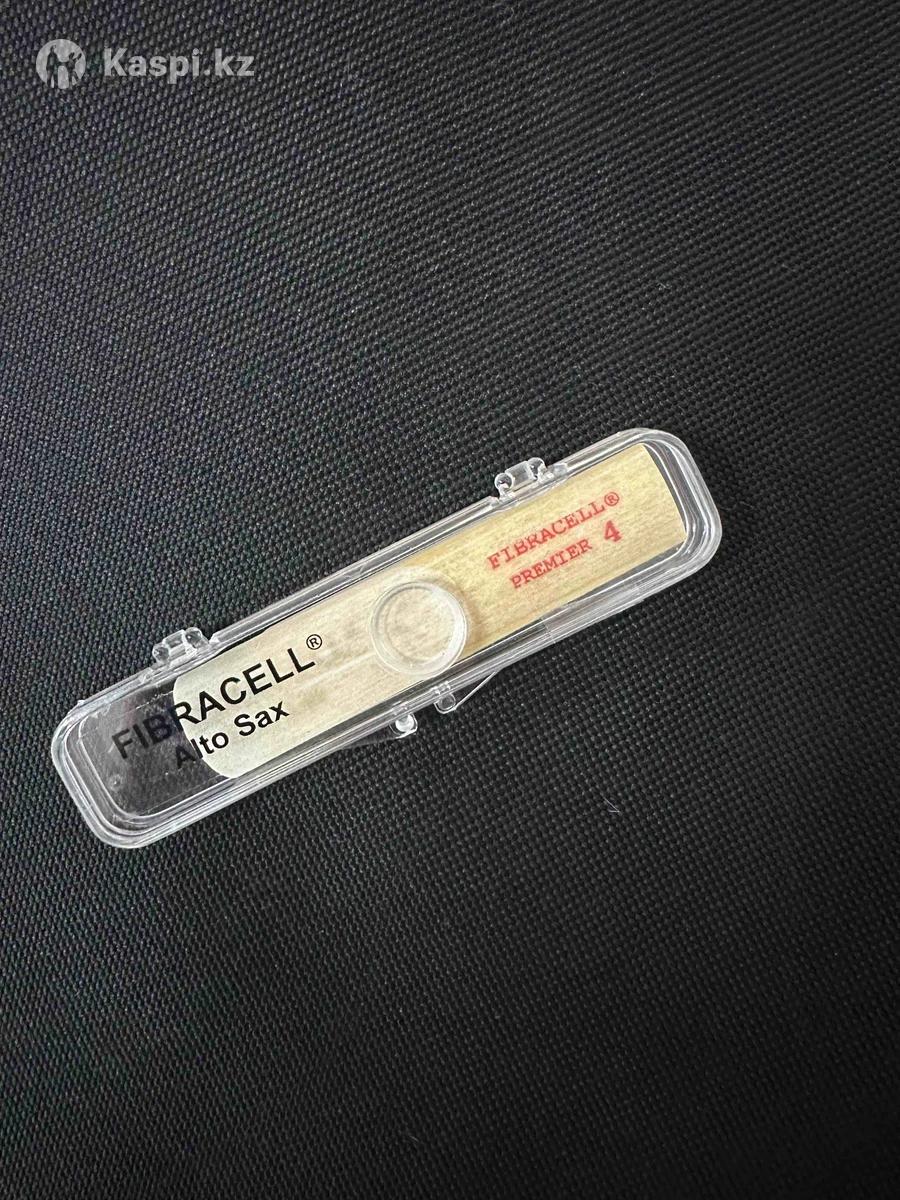 Kaspi.kz
FIBRACELL®
PREMIER 4
FIBRACELL®
Alto Sax